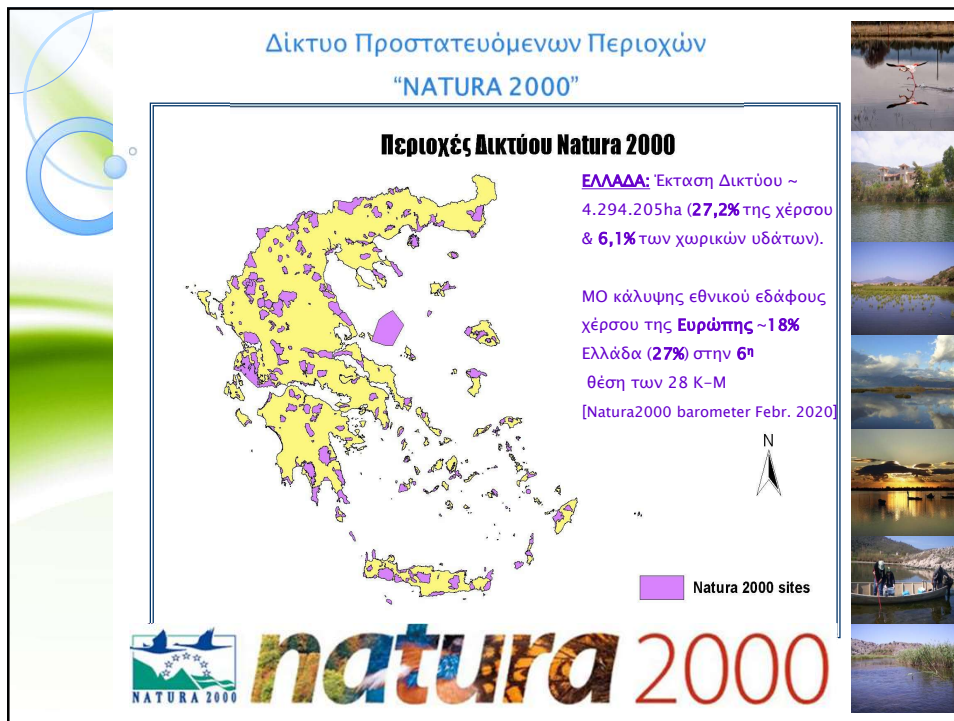 Δίκτυο Προστατευόμενων Περιοχών
“NATURA 2000”
Περιοχές Δικτύου Natura 2000
ΕΛΛΑΔΑ: Έκταση Δικτύου ~
4.294.205ha (27,2% της χέρσου
& 6,1% των χωρικών υδάτων).
ΜΟ κάλυψης εθνικού εδάφους
χέρσου της Ευρώπης ~18%
Ελλάδα (27%) στην 6η
θέση των 28 Κ-Μ
[Natura2000 barometer Febr. 2020]
N
Natura 2000 sites
NATURA 2000
natura 2000